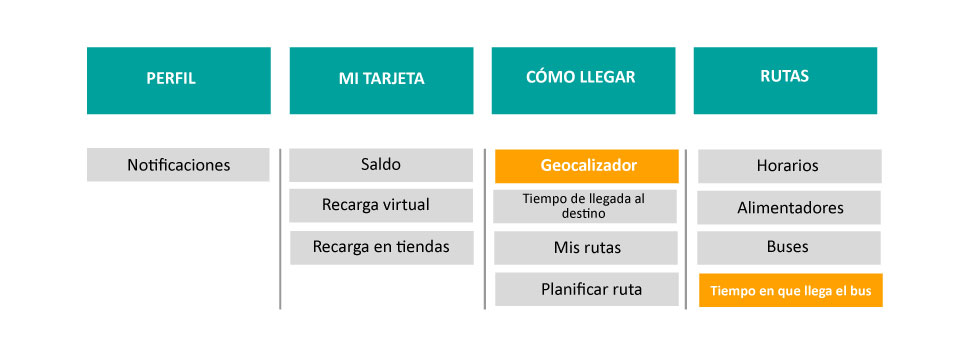 PERFIL
MI TARJETA
CÓMO LLEGAR
RUTAS
Notificaciones
Saldo
Recarga virtual
Recarga en tiendas
Geocalizador
Tiempo de llegada al
destino
Mis rutas
Planificar ruta
Horarios
Alimentadores
Buses
Tiempo en que llega el bus